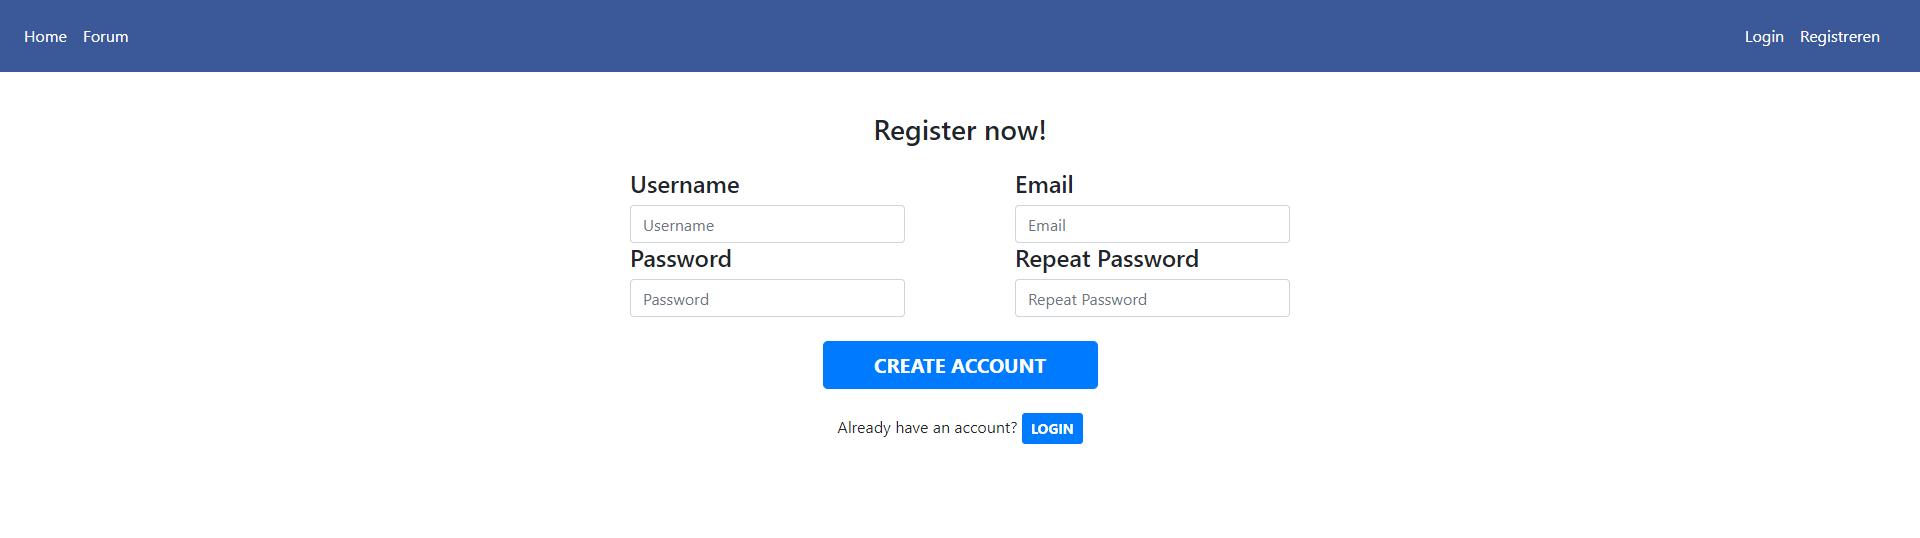 Home Forum Login Registreren
Register now!
Username Email
Username Email
Password Repeat Password
Password Repeat Password
CREATE ACCOUNT
Already have an account? LOGIN